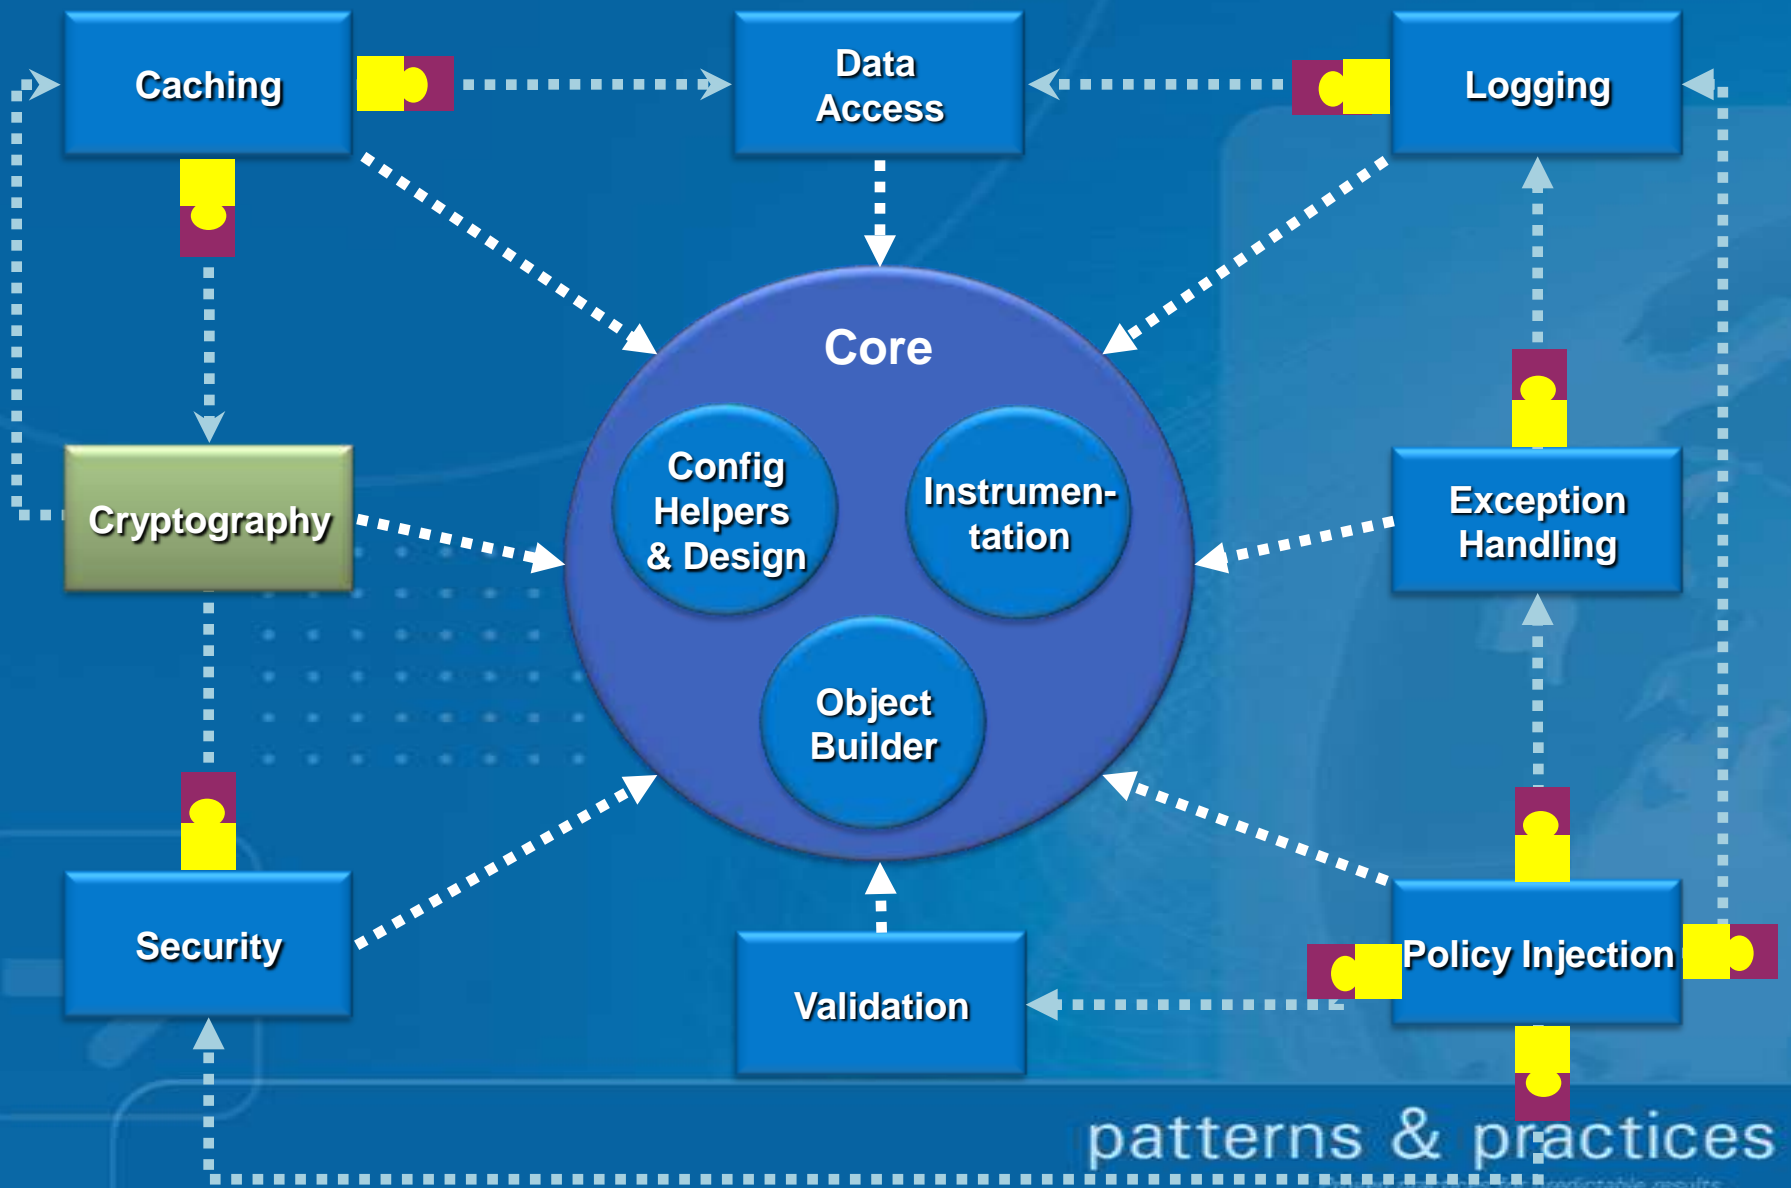 Caching
Data
Access
Logging
Core
Config
Helpers
& Design
Instrumen-
tation
Cryptography
Exception
Handling
Object
Builder
Security
Policy Injection
Validation
patterns & practices